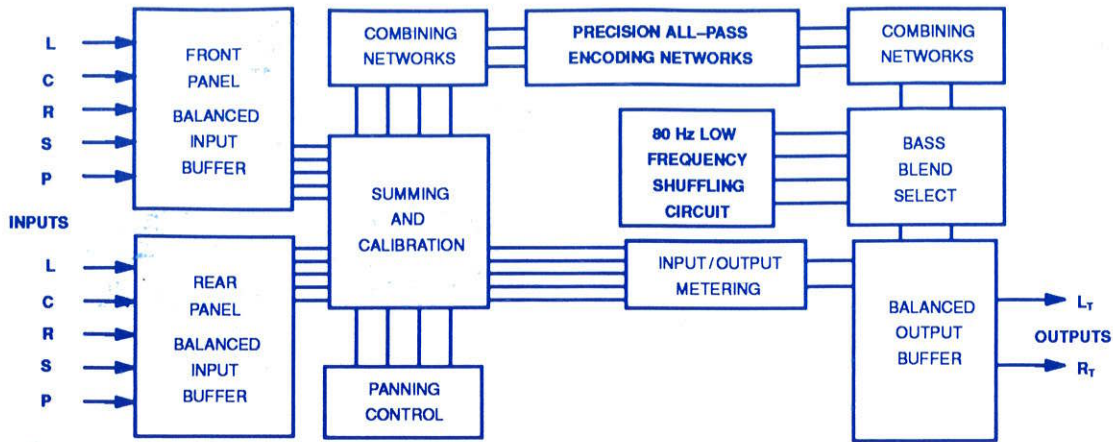 L
C
R
S
P
INPUTS
L
C
R
S
P
FRONT
PANEL
BALANCED
INPUT
BUFFER
REAR
PANEL
BALANCED
INPUT
BUFFER
COMBINING
NETWORKS
SUMMING
AND
CALIBRATION
PANNING
CONTROL
PRECISION ALL–PASS
ENCODING NETWORKS
80 Hz LOW
FREQUENCY
SHUFFLING
CIRCUIT
INPUT/OUTPUT
METERING
COMBINING
NETWORKS
BASS
BLEND
SELECT
BALANCED
OUTPUT
BUFFER
LT
OUTPUTS
RT